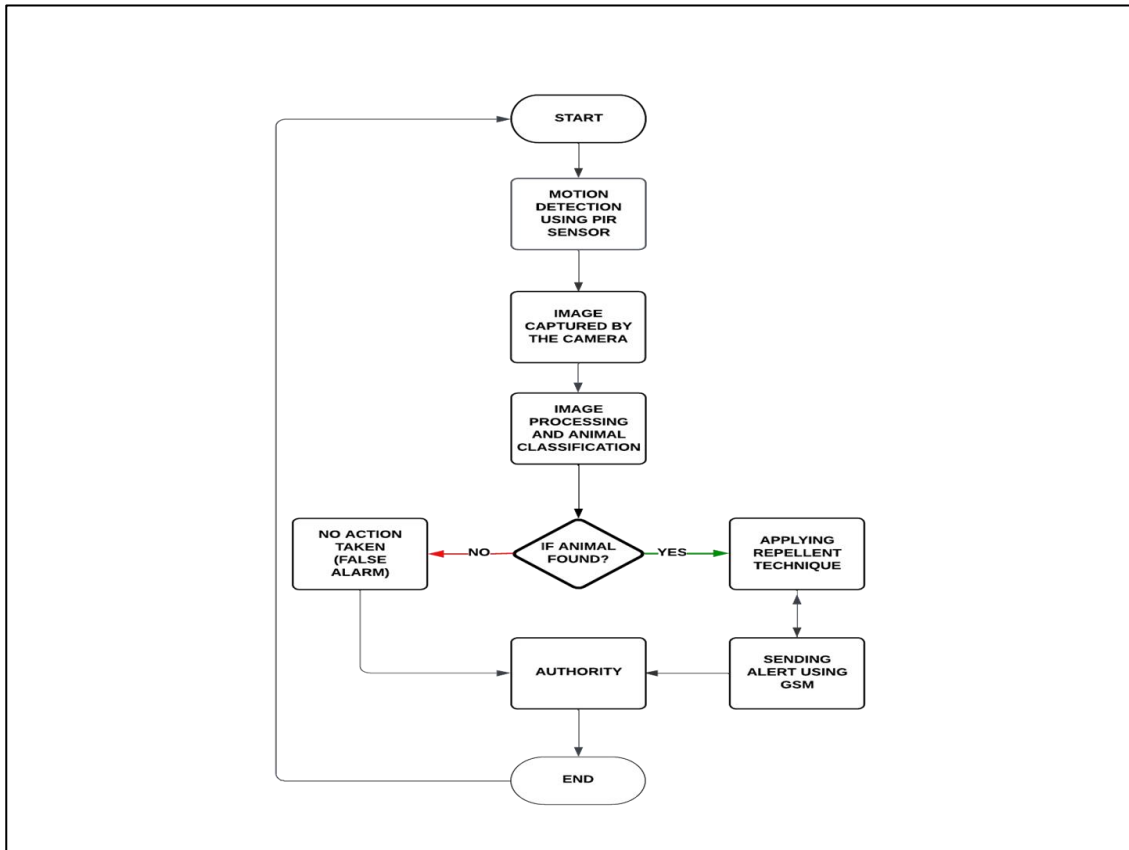 START
MOTION
DETECTION
USING PIR
SENSOR
IMAGE
CAPTURED BY
THE CAMERA
IMAGE
PROCESSING
AND ANIMAL
CLASSIFICATION
NO ACTION
TAKEN
(FALSE
ALARM)
NO
IF ANIMAL
FOUND?
YES
APPLYING
REPELLENT
TECHNIQUE
AUTHORITY
SENDING
ALERT USING
GSM
END